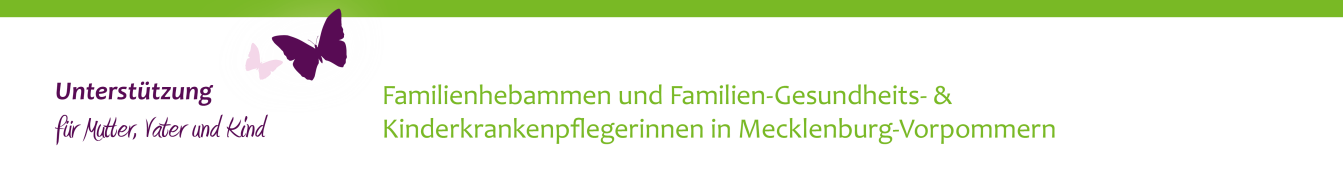 Unterstützung
für Mutter, Vater und Kind
Familienhebammen und Familien-Gesundheits- &
Kinderkrankenpflegerinnen in Mecklenburg-Vorpommern